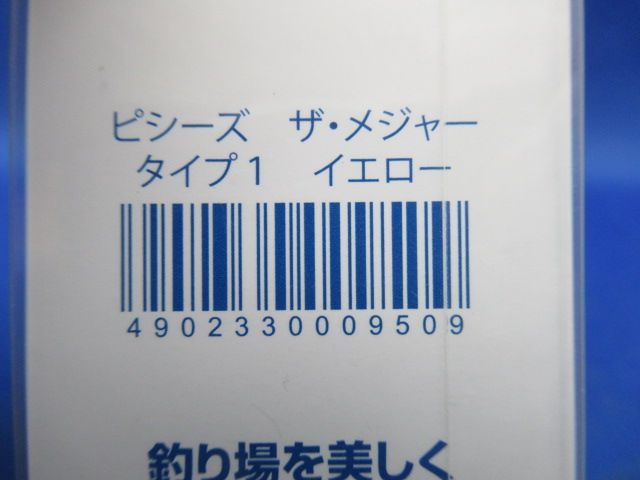 ピシーズ　ザ・メジャー
タイプ1　イエロー
4902330009509
釣り場を美しく